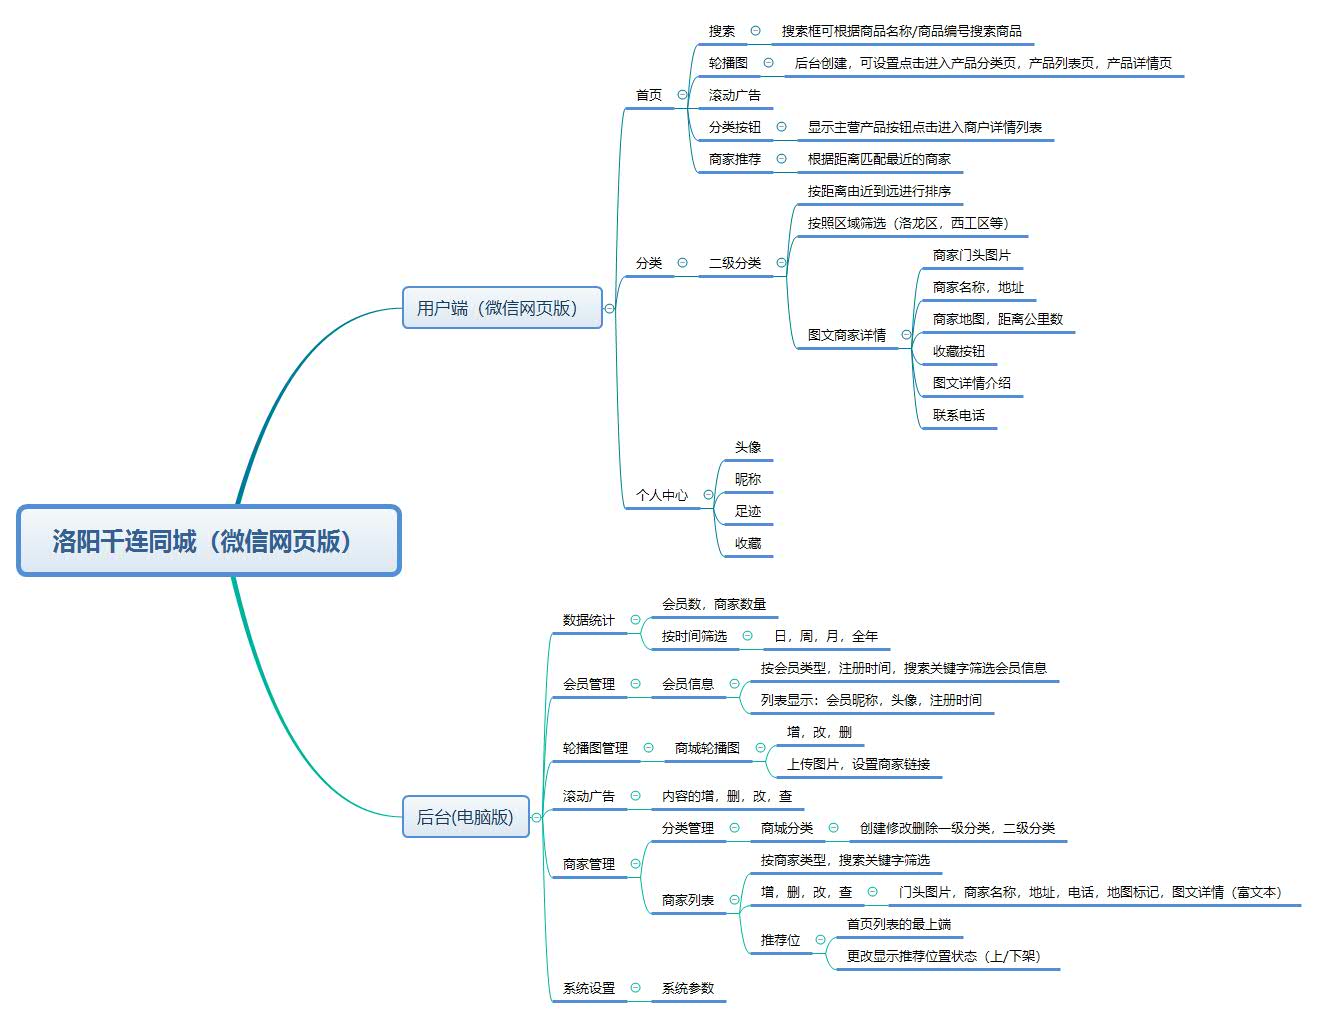 搜素
搜素框可根据商品名称/商品编号搜素商品
轮播图
后台创建，可设置点击进入产品分类页，产品列表页，产品详情页
首页
滚动广告
分类按钮
显示主营产品按钮点击进入商户详情列表
商家推荐
根据距离匹配最近的商家
按距离由近到远进行排序
按照区域筛选（洛龙区，西工区等）
分类
二级分类
商家门头图片
商家名称，地址
商家地图，距离公里数
图文商家详情
收藏按钮
图文详情介绍
联系电话
用户端（微信网页版）
头像
昵称
个人中心
足迹
收藏
洛阳千连同城（微信网页版）
会员数，商家数量
数据统计
按时间筛选
日，周，月，全年
按会员类型，注册时间，搜素关键字筛选会员信息
会员管理
会员信息
列表显示：会员昵称，头像，注册时间
增，改，删
轮播图管理
商城轮播图
上传图片，设置商家链接
滚动广告
内容的增，删，改，查
后台(电脑版)
分类管理
商城分类
创建修改删除一级分类，二级分类
商家管理
按商家类型，搜素关键字筛选
商家列表
增，删，改，查
门头图片，商家名称，地址，电话，地图标记，图文详情（富文本）
首页列表的最上端
推荐位
更改显示推荐位置状态（上/下架）
系统设置
系统参数